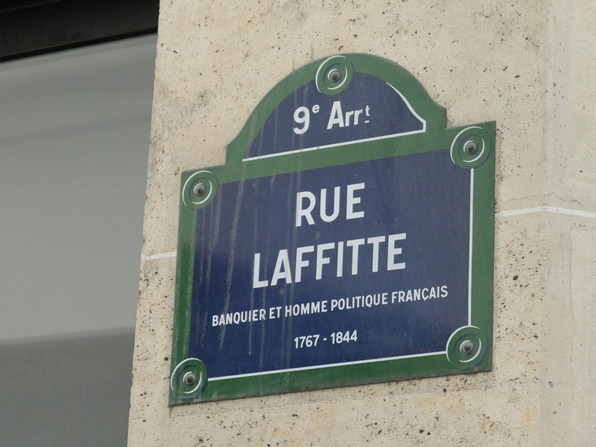 9e Arrt
RUE
LAFFITTE
BANQUIER ET HOMME POLITIQUE FRANÇAIS
1767 - 1844